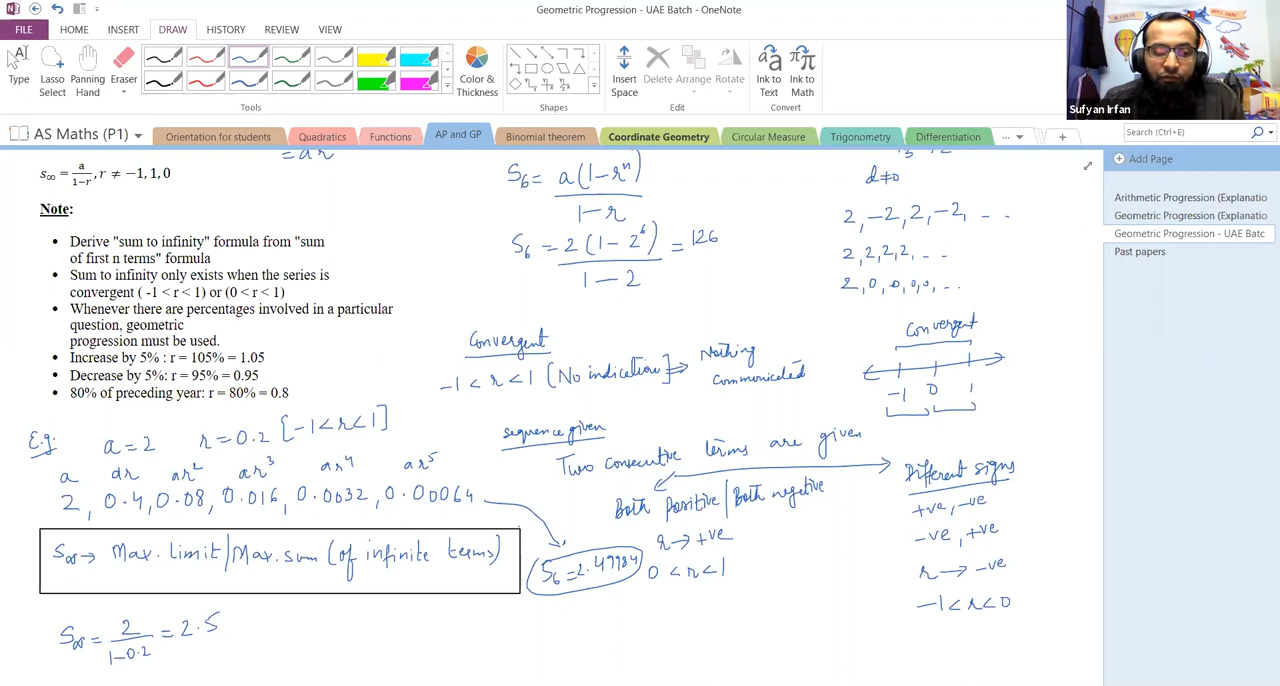 Geometric Progression - UAE Batch - OneNote
FILE HOME INSERT DRAW HISTORY REVIEW VIEW
Type Lasso Select Panning Hand Eraser Color & Thickness Insert Space Delete Arrange Rotate Ink to Text Ink to Math
Tools Shapes Edit Convert
Sufyan Irfan
AS Maths (P1) Orientation for students Quadratics Functions AP and GP Binomial theorem Coordinate Geometry Circular Measure Trigonometry Differentiation ... Search (Ctrl+E)
Add Page
Arithmetic Progression (Explanatio
Geometric Progression (Explanatio
Geometric Progression - UAE Batc
Past papers
= ar
s∞ = a/(1−r), r ≠ −1, 1, 0
Note:
• Derive "sum to infinity" formula from "sum
of first n terms" formula
• Sum to infinity only exists when the series is
convergent ( -1 < r < 1) or (0 < r < 1)
• Whenever there are percentages involved in a particular
question, geometric
progression must be used.
• Increase by 5% : r = 105% = 1.05
• Decrease by 5%: r = 95% = 0.95
• 80% of preceding year: r = 80% = 0.8
E.g: a = 2 r = 0.2 [-1 < r < 1]
a ar ar² ar³ ar⁴ ar⁵
2, 0.4, 0.08, 0.016, 0.0032, 0.00064
S∞ → Max. limit/Max. sum (of infinite terms)
S∞ = 2/(1-0.2) = 2.5
S6 = a(1-rⁿ)/(1-r)
S6 = 2(1-2⁶)/(1-2) = 126
Convergent
-1 < r < 1 [No indication] ⇒ Nothing
communicated
sequence given
Two consecutive terms are given
Both positive/Both negative
r → +ve
0 < r < 1
S6 = 2.49984
d≠0
2, -2, 2, -2, ...
2, 2, 2, 2, ...
2, 0, 0, 0, 0, ...
Convergent
-1 0 1
Different signs
+ve, -ve
-ve, +ve
r → -ve
-1 < r < 0